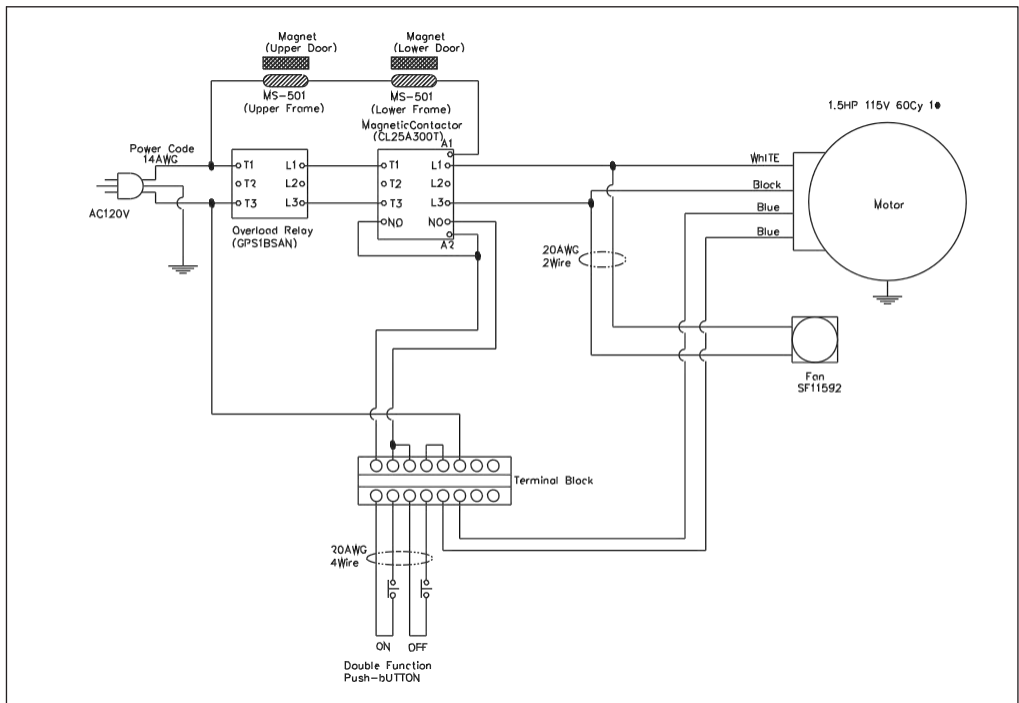 Magnet
(Upper Door)
Magnet
(Lower Door)
MS-501
(Upper Frame)
MS-501
(Lower Frame)
MagneticContactor
(CL25A300T)
A1
1.5HP 115V 60Cy 1ø
Power Code
14AWG
AC120V
T1 L1
T2 L2
T3 L3
Overload Relay
(GPS1BSAN)
T1 L1
T2 L2
T3 L3
NO NO
A2
WhITE
Block
Blue
Blue
Motor
20AWG
2Wire
Fan
SF11592
Terminal Block
20AWG
4Wire
ON OFF
Double Function
Push-bUTTON